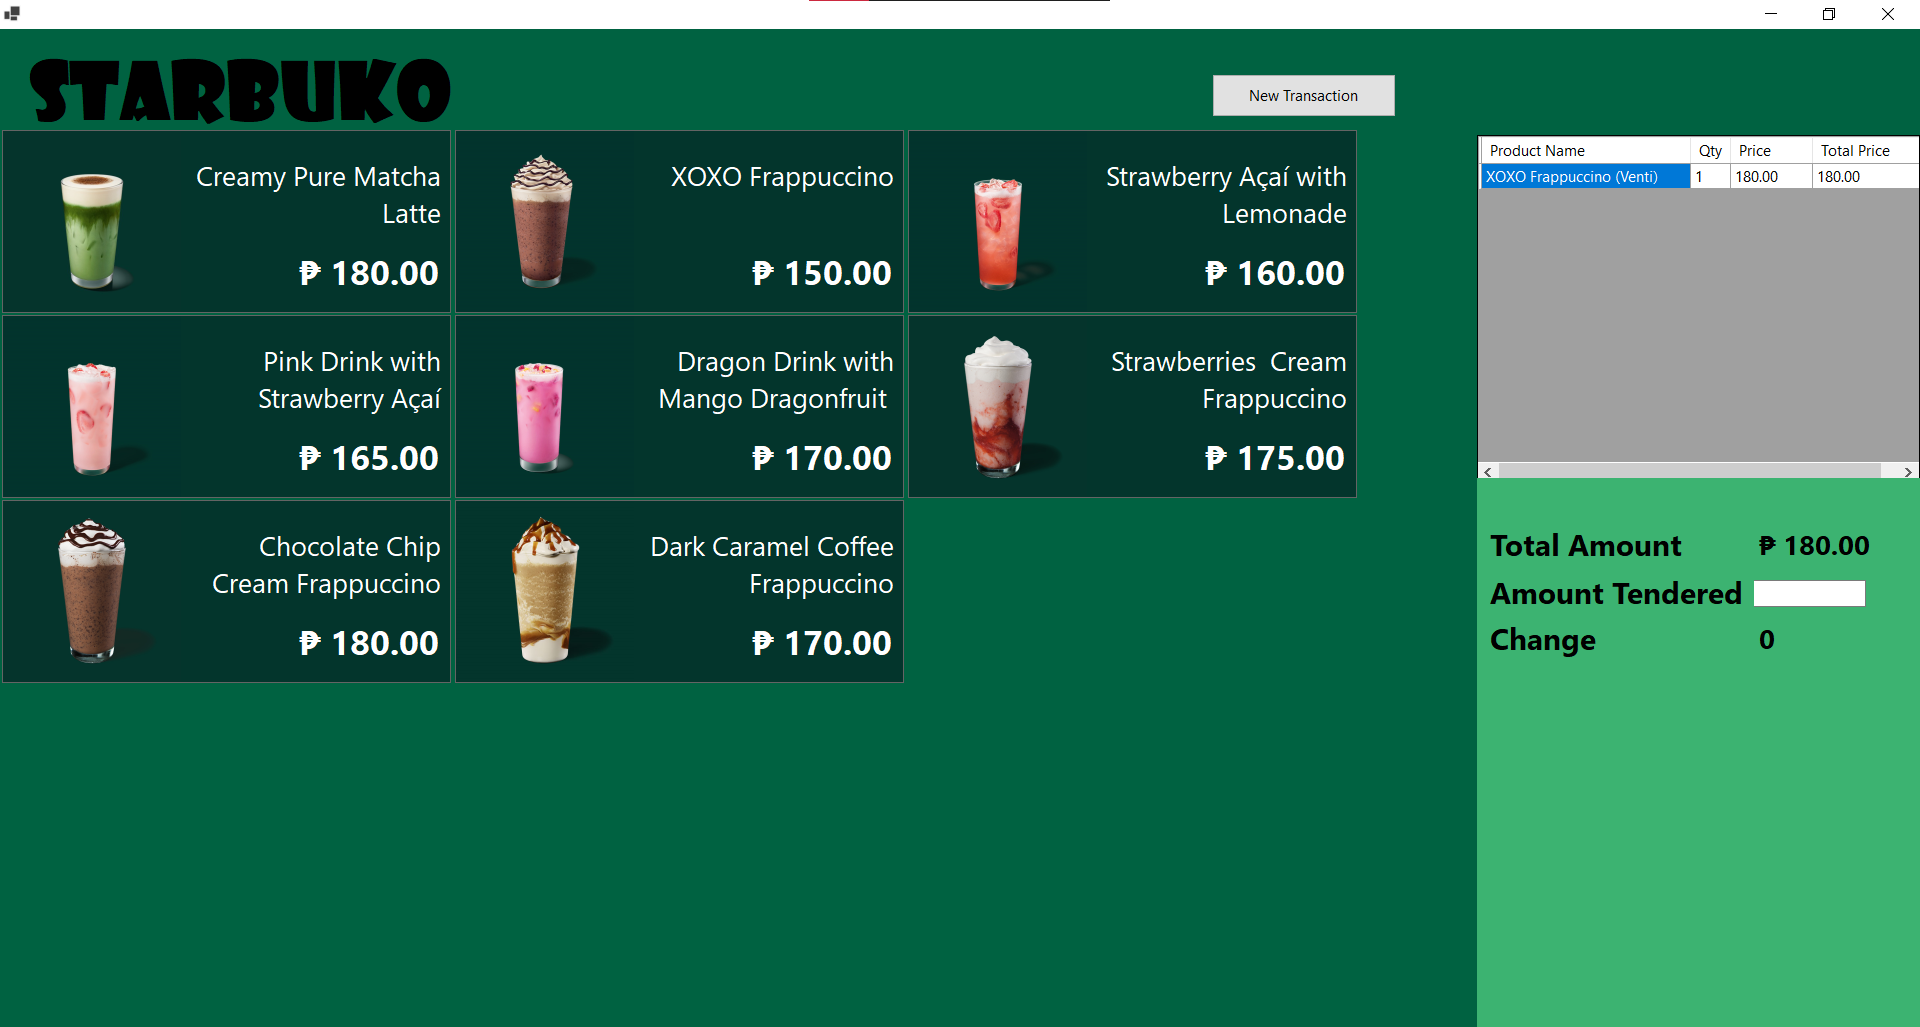 STARBUKO
New Transaction
Creamy Pure Matcha
Latte
₱ 180.00
XOXO Frappuccino
₱ 150.00
Strawberry Açaí with
Lemonade
₱ 160.00
Pink Drink with
Strawberry Açaí
₱ 165.00
Dragon Drink with
Mango Dragonfruit
₱ 170.00
Strawberries  Cream
Frappuccino
₱ 175.00
Chocolate Chip
Cream Frappuccino
₱ 180.00
Dark Caramel Coffee
Frappuccino
₱ 170.00
Product Name Qty Price Total Price
XOXO Frappuccino (Venti) 1 180.00 180.00
Total Amount ₱ 180.00
Amount Tendered
Change 0